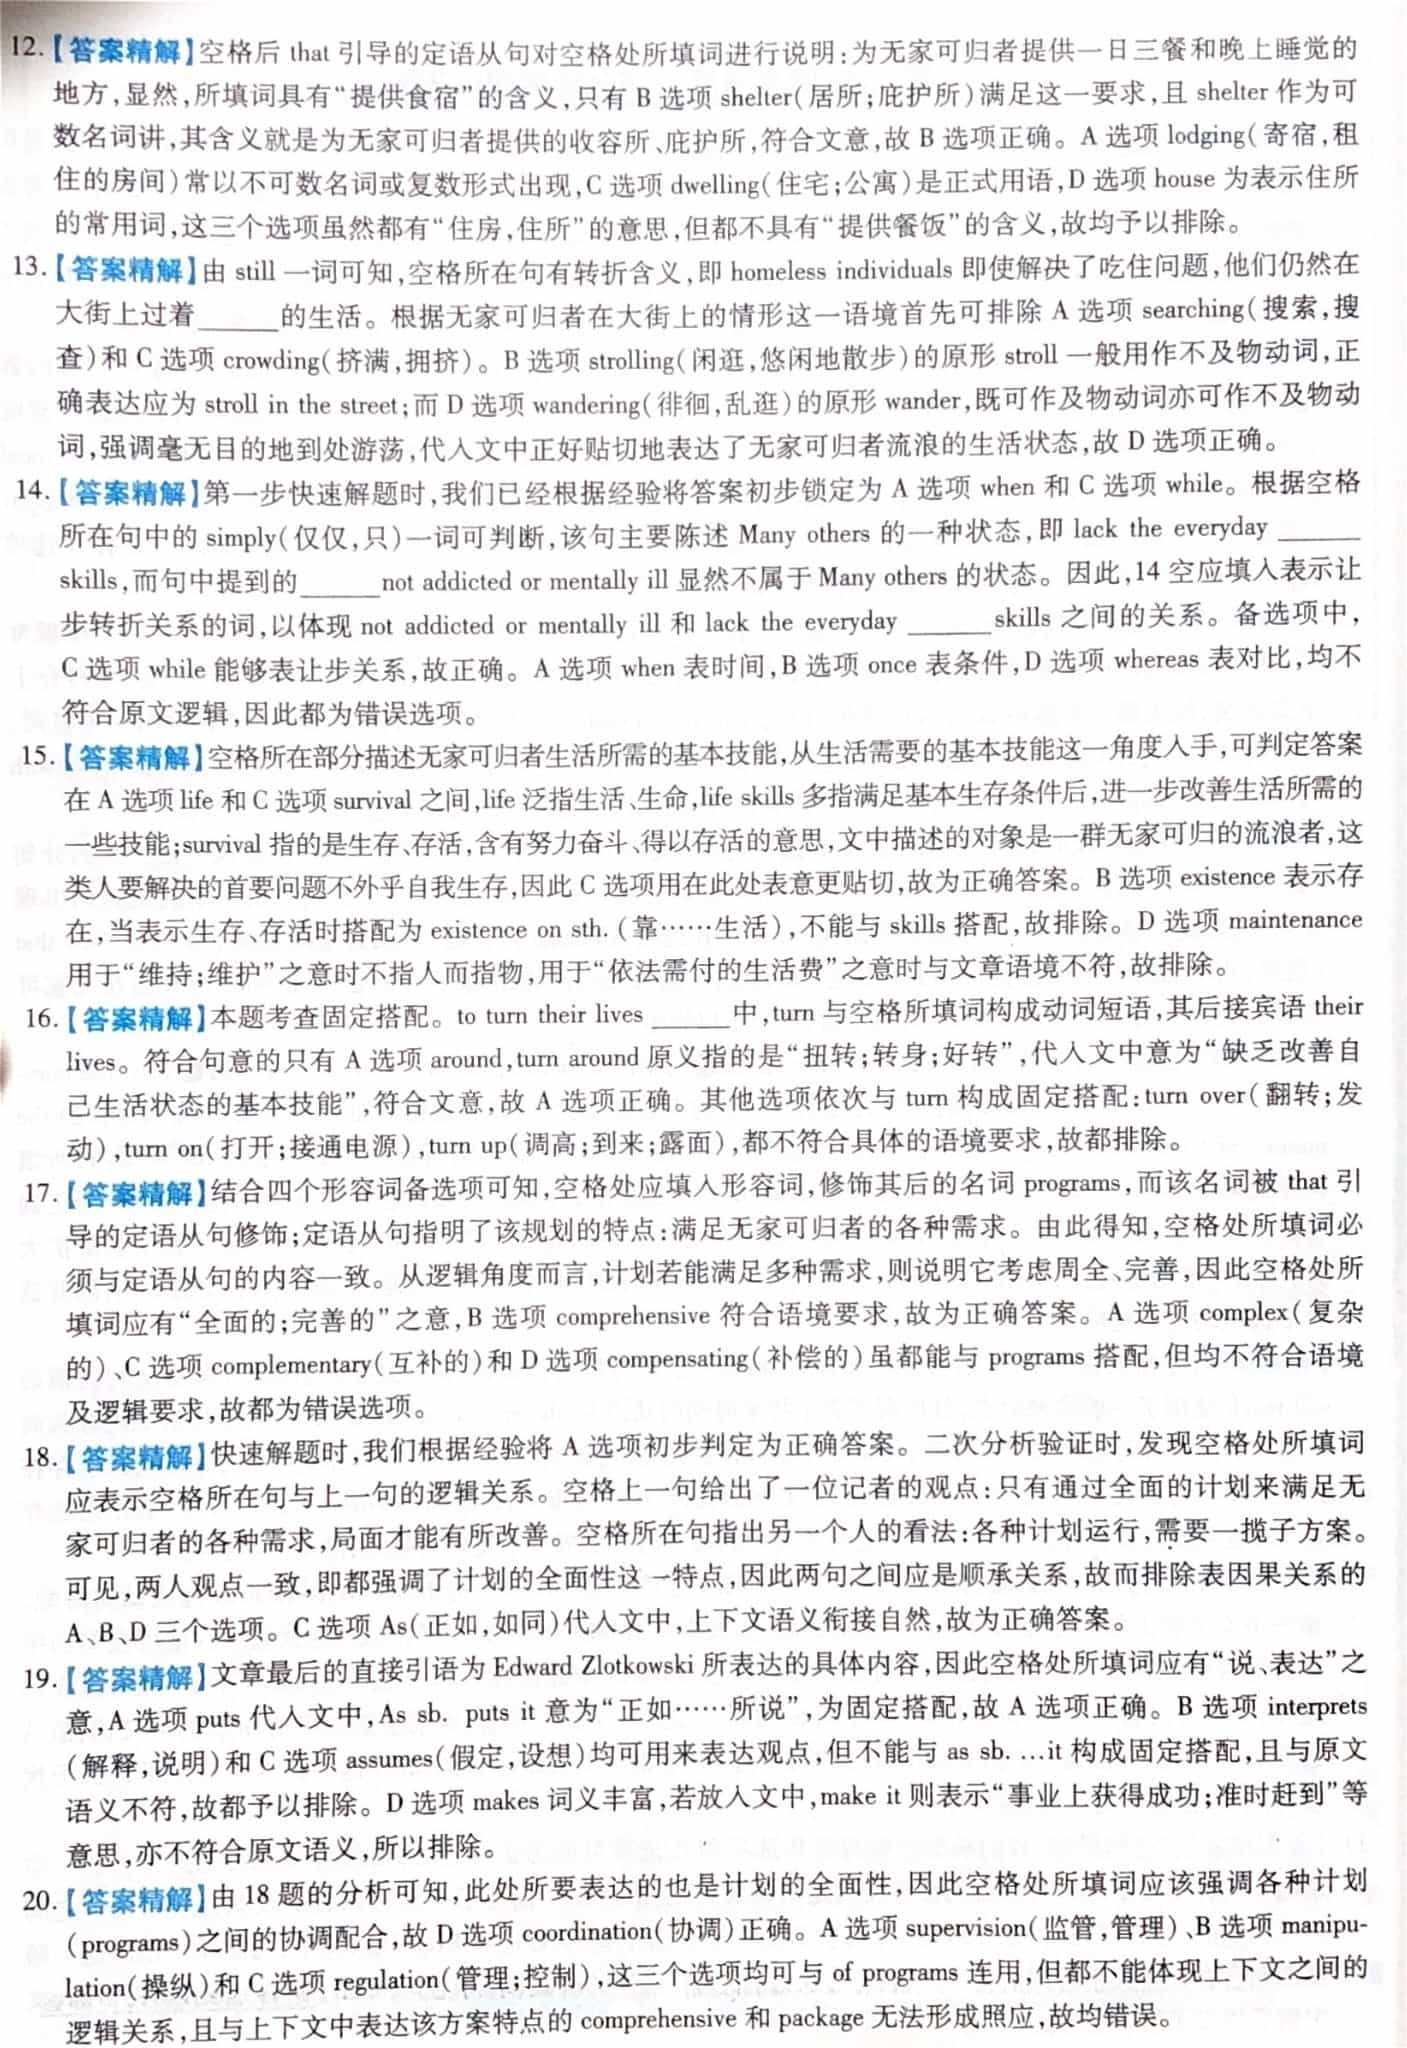 12.【答案精解】空格后 that 引导的定语从句对空格处所填词进行说明:为无家可归者提供一日三餐和晚上睡觉的
地方,显然,所填词具有“提供食宿”的含义,只有 B 选项 shelter(居所;庇护所)满足这一要求,且 shelter 作为可
数名词讲,其含义就是为无家可归者提供的收容所、庇护所,符合文意,故 B 选项正确。A 选项 lodging(寄宿,租
住的房间)常以不可数名词或复数形式出现,C 选项 dwelling(住宅;公寓)是正式用语,D 选项 house 为表示住所
的常用词,这三个选项虽然都有“住房,住所”的意思,但都不具有“提供餐饭”的含义,故均予以排除。
13.【答案精解】由 still 一词可知,空格所在句有转折含义,即 homeless individuals 即使解决了吃住问题,他们仍然在
大街上过着______的生活。根据无家可归者在大街上的情形这一语境首先可排除 A 选项 searching(搜索,搜
查)和 C 选项 crowding(挤满,拥挤)。B 选项 strolling(闲逛,悠闲地散步)的原形 stroll 一般用作不及物动词,正
确表达应为 stroll in the street;而 D 选项 wandering(徘徊,乱逛)的原形 wander,既可作及物动词亦可作不及物动
词,强调毫无目的地到处游荡,代入文中正好贴切地表达了无家可归者流浪的生活状态,故 D 选项正确。
14.【答案精解】第一步快速解题时,我们已经根据经验将答案初步锁定为 A 选项 when 和 C 选项 while。根据空格
所在句中的 simply(仅仅,只)一词可判断,该句主要陈述 Many others 的一种状态,即 lack the everyday ______
skills,而句中提到的______not addicted or mentally ill 显然不属于 Many others 的状态。因此,14 空应填入表示让
步转折关系的词,以体现 not addicted or mentally ill 和 lack the everyday ______skills 之间的关系。备选项中,
C 选项 while 能够表让步关系,故正确。A 选项 when 表时间,B 选项 once 表条件,D 选项 whereas 表对比,均不
符合原文逻辑,因此都为错误选项。
15.【答案精解】空格所在部分描述无家可归者生活所需的基本技能,从生活需要的基本技能这一角度入手,可判定答案
在 A 选项 life 和 C 选项 survival 之间,life 泛指生活、生命,life skills 多指满足基本生存条件后,进一步改善生活所需的
一些技能;survival 指的是生存、存活,含有努力奋斗、得以存活的意思,文中描述的对象是一群无家可归的流浪者,这
类人要解决的首要问题不外乎自我生存,因此 C 选项用在此处表意更贴切,故为正确答案。B 选项 existence 表示存
在,当表示生存、存活时搭配为 existence on sth. (靠……生活),不能与 skills 搭配,故排除。D 选项 maintenance
用于“维持;维护”之意时不指人而指物,用于“依法需付的生活费”之意时与文章语境不符,故排除。
16.【答案精解】本题考查固定搭配。to turn their lives ______中,turn 与空格所填词构成动词短语,其后接宾语 their
lives。符合句意的只有 A 选项 around,turn around 原义指的是“扭转;转身;好转”,代入文中意为“缺乏改善自
己生活状态的基本技能”,符合文意,故 A 选项正确。其他选项依次与 turn 构成固定搭配:turn over(翻转;发
动),turn on(打开;接通电源),turn up(调高;到来;露面),都不符合具体的语境要求,故都排除。
17.【答案精解】结合四个形容词备选项可知,空格处应填入形容词,修饰其后的名词 programs,而该名词被 that 引
导的定语从句修饰;定语从句指明了该规划的特点:满足无家可归者的各种需求。由此得知,空格处所填词必
须与定语从句的内容一致。从逻辑角度而言,计划若能满足多种需求,则说明它考虑周全、完善,因此空格处所
填词应有“全面的;完善的”之意,B 选项 comprehensive 符合语境要求,故为正确答案。A 选项 complex(复杂
的)、C 选项 complementary(互补的)和 D 选项 compensating(补偿的)虽都能与 programs 搭配,但均不符合语境
及逻辑要求,故都为错误选项。
18.【答案精解】快速解题时,我们根据经验将 A 选项初步判定为正确答案。二次分析验证时,发现空格处所填词
应表示空格所在句与上一句的逻辑关系。空格上一句给出了一位记者的观点:只有通过全面的计划来满足无
家可归者的各种需求,局面才能有所改善。空格所在句指出另一个人的看法:各种计划运行,需要一揽子方案。
可见,两人观点一致,即都强调了计划的全面性这一特点,因此两句之间应是顺承关系,故而排除表因果关系的
A、B、D 三个选项。C 选项 As(正如,如同)代入文中,上下文语义衔接自然,故为正确答案。
19.【答案精解】文章最后的直接引语为 Edward Zlotkowski 所表达的具体内容,因此空格处所填词应有“说、表达”之
意,A 选项 puts 代入文中,As sb. puts it 意为“正如……所说”,为固定搭配,故 A 选项正确。B 选项 interprets
(解释,说明)和 C 选项 assumes(假定,设想)均可用来表达观点,但不能与 as sb. …it 构成固定搭配,且与原文
语义不符,故都予以排除。D 选项 makes 词义丰富,若放入文中,make it 则表示“事业上获得成功;准时赶到”等
意思,亦不符合原文语义,所以排除。
20.【答案精解】由 18 题的分析可知,此处所要表达的也是计划的全面性,因此空格处所填词应该强调各种计划
(programs)之间的协调配合,故 D 选项 coordination(协调)正确。A 选项 supervision(监管,管理)、B 选项 manipu-
lation(操纵)和 C 选项 regulation(管理;控制),这三个选项均可与 of programs 连用,但都不能体现上下文之间的
逻辑关系,且与上下文中表达该方案特点的 comprehensive 和 package 无法形成照应,故均错误。